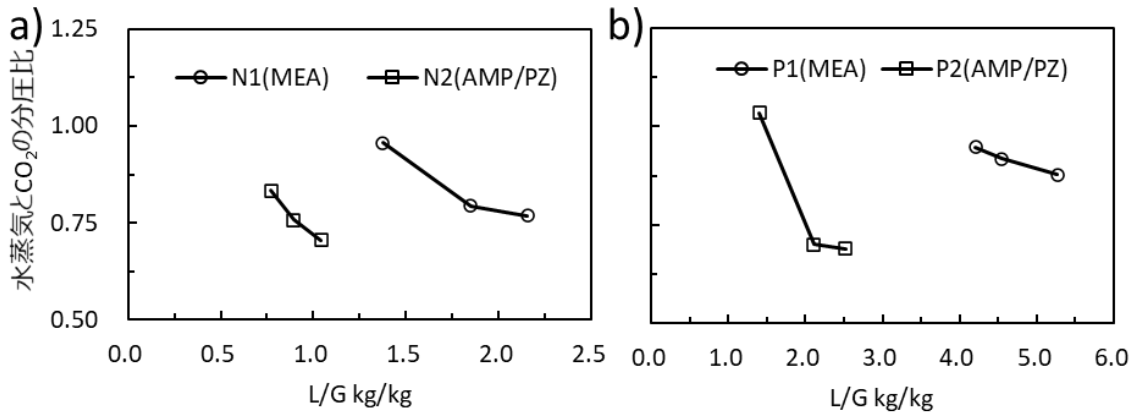 a)
水蒸気とCO₂の分圧比
1.25
1.00
0.75
0.50
N1(MEA) N2(AMP/PZ)
0.0 0.5 1.0 1.5 2.0 2.5
L/G kg/kg
b)
P1(MEA) P2(AMP/PZ)
0.0 1.0 2.0 3.0 4.0 5.0 6.0
L/G kg/kg